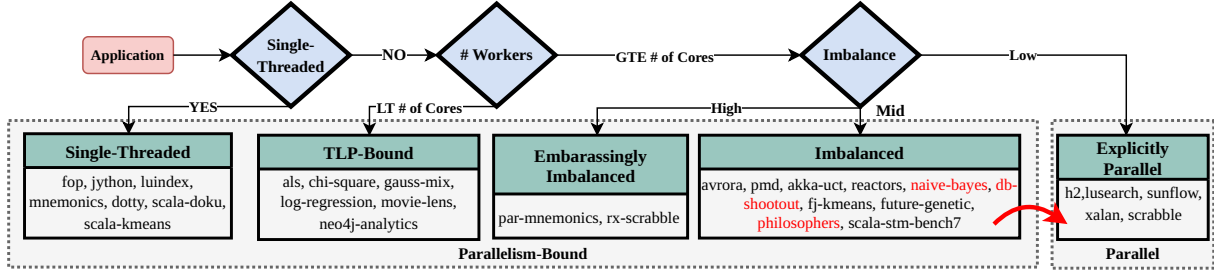 Application
Single-
Threaded
NO
# Workers
GTE # of Cores
Imbalance
Low
YES
LT # of Cores
High
Mid
Single-Threaded
fop, jython, luindex,
mnemonics, dotty, scala-doku,
scala-kmeans
TLP-Bound
als, chi-square, gauss-mix,
log-regression, movie-lens,
neo4j-analytics
Embarassingly
Imbalanced
par-mnemonics, rx-scrabble
Imbalanced
avrora, pmd, akka-uct, reactors, naive-bayes, db-
shootout, fj-kmeans, future-genetic,
philosophers, scala-stm-bench7
Explicitly
Parallel
h2,lusearch, sunflow,
xalan, scrabble
Parallelism-Bound
Parallel